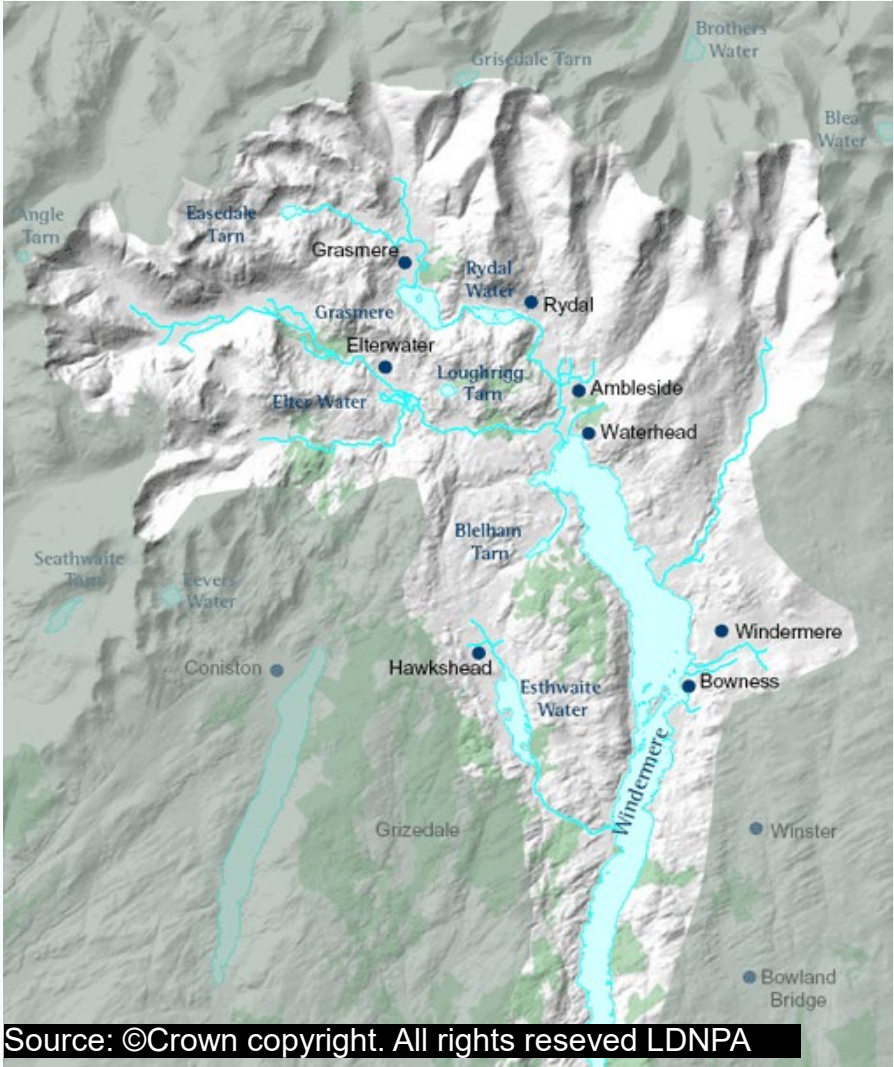 Brothers
Water
Grisedale Tarn
Blea
Water
Angle
Tarn
Easedale
Tarn
Grasmere
Rydal
Water
Rydal
Grasmere
Elterwater
Loughrigg
Tarn
Ambleside
Elter Water
Waterhead
Blelham
Tarn
Seathwaite
Tarn
Levers
Water
Windermere
Coniston
Hawkshead
Bowness
Esthwaite
Water
Windermere
Grizedale
Winster
Bowland
Bridge
Source: ©Crown copyright. All rights reseved LDNPA